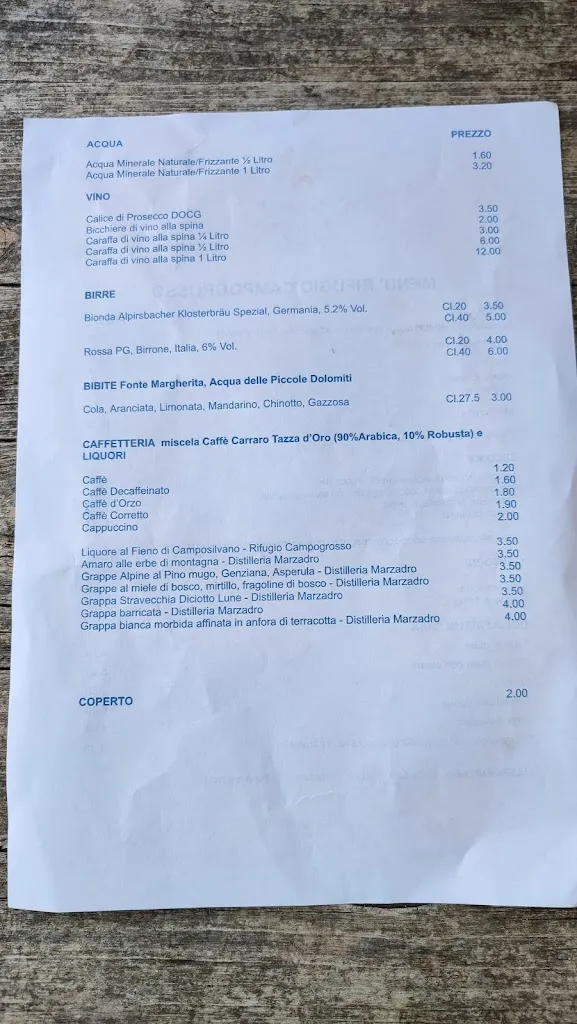 PREZZO
ACQUA
Acqua Minerale Naturale/Frizzante ½ Litro 1.60
Acqua Minerale Naturale/Frizzante 1 Litro 3.20
VINO
Calice di Prosecco DOCG 3.50
Bicchiere di vino alla spina 2.00
Caraffa di vino alla spina ¼ Litro 3.00
Caraffa di vino alla spina ½ Litro 6.00
Caraffa di vino alla spina 1 Litro 12.00
BIRRE
Bionda Alpirsbacher Klosterbräu Spezial, Germania, 5.2% Vol. Cl.20 3.50
Cl.40 5.00
Rossa PG, Birrone, Italia, 6% Vol. Cl.20 4.00
Cl.40 6.00
BIBITE Fonte Margherita, Acqua delle Piccole Dolomiti
Cola, Aranciata, Limonata, Mandarino, Chinotto, Gazzosa Cl.27.5 3.00
CAFFETTERIA miscela Caffè Carraro Tazza d'Oro (90%Arabica, 10% Robusta) e
LIQUORI
Caffè 1.20
Caffè Decaffeinato 1.60
Caffè d'Orzo 1.80
Caffè Corretto 1.90
Cappuccino 2.00
Liquore al Fieno di Camposilvano - Rifugio Campogrosso 3.50
Amaro alle erbe di montagna - Distilleria Marzadro 3.50
Grappe Alpine al Pino mugo, Genziana, Asperula - Distilleria Marzadro 3.50
Grappe al miele di bosco, mirtillo, fragoline di bosco - Distilleria Marzadro 3.50
Grappa Stravecchia Diciotto Lune - Distilleria Marzadro 3.50
Grappa barricata - Distilleria Marzadro 4.00
Grappa bianca morbida affinata in anfora di terracotta - Distilleria Marzadro 4.00
COPERTO 2.00